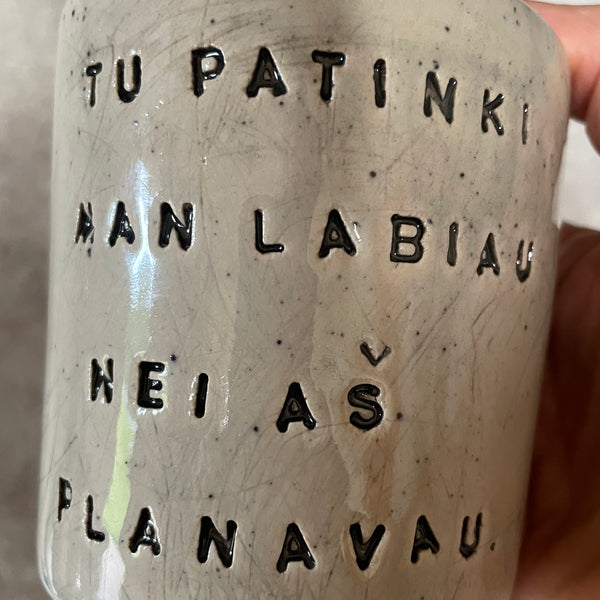 TU PATINKI
MAN LABIAU
NEI AŠ
PLANAVAU.